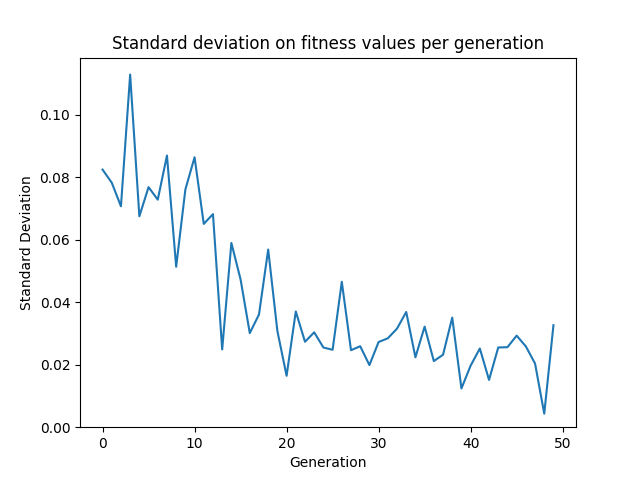 Standard deviation on fitness values per generation
0.10
0.08
0.06
0.04
0.02
0.00
Standard Deviation
0 10 20 30 40 50
Generation